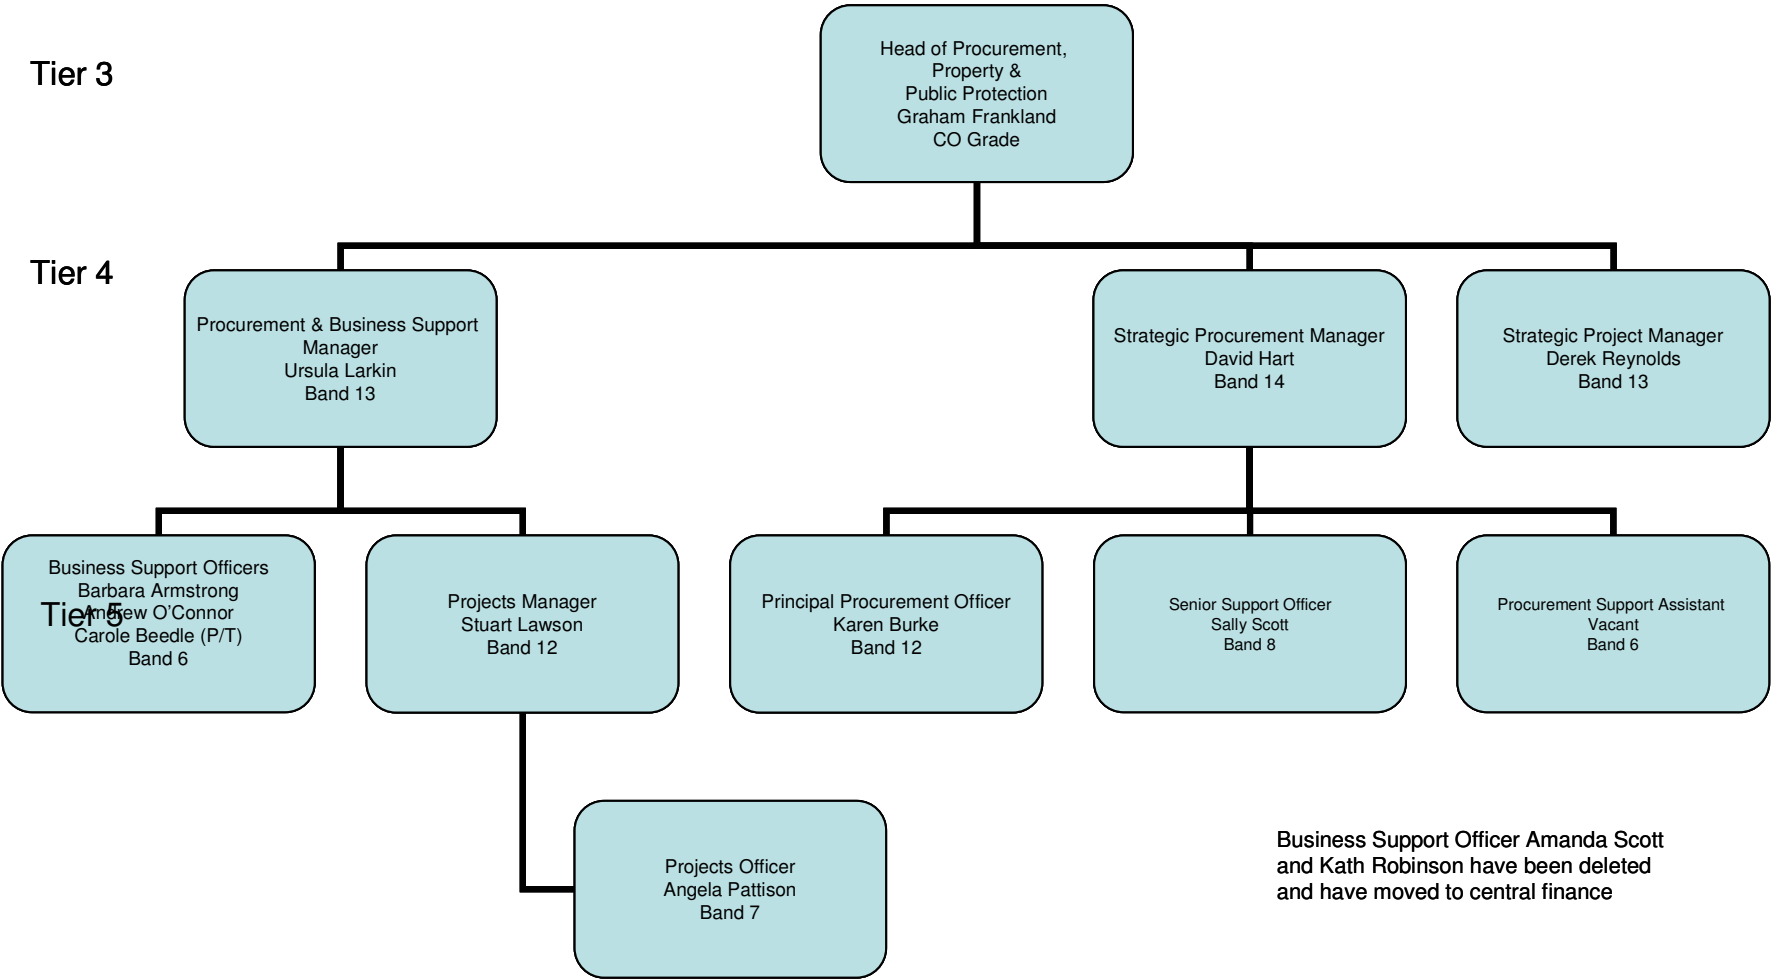 Tier 3
Head of Procurement,
Property &
Public Protection
Graham Frankland
CO Grade
Tier 4
Procurement & Business Support
Manager
Ursula Larkin
Band 13
Strategic Procurement Manager
David Hart
Band 14
Strategic Project Manager
Derek Reynolds
Band 13
Tier 5
Business Support Officers
Barbara Armstrong
Andrew O’Connor
Carole Beedle (P/T)
Band 6
Projects Manager
Stuart Lawson
Band 12
Principal Procurement Officer
Karen Burke
Band 12
Senior Support Officer
Sally Scott
Band 8
Procurement Support Assistant
Vacant
Band 6
Projects Officer
Angela Pattison
Band 7
Business Support Officer Amanda Scott
and Kath Robinson have been deleted
and have moved to central finance